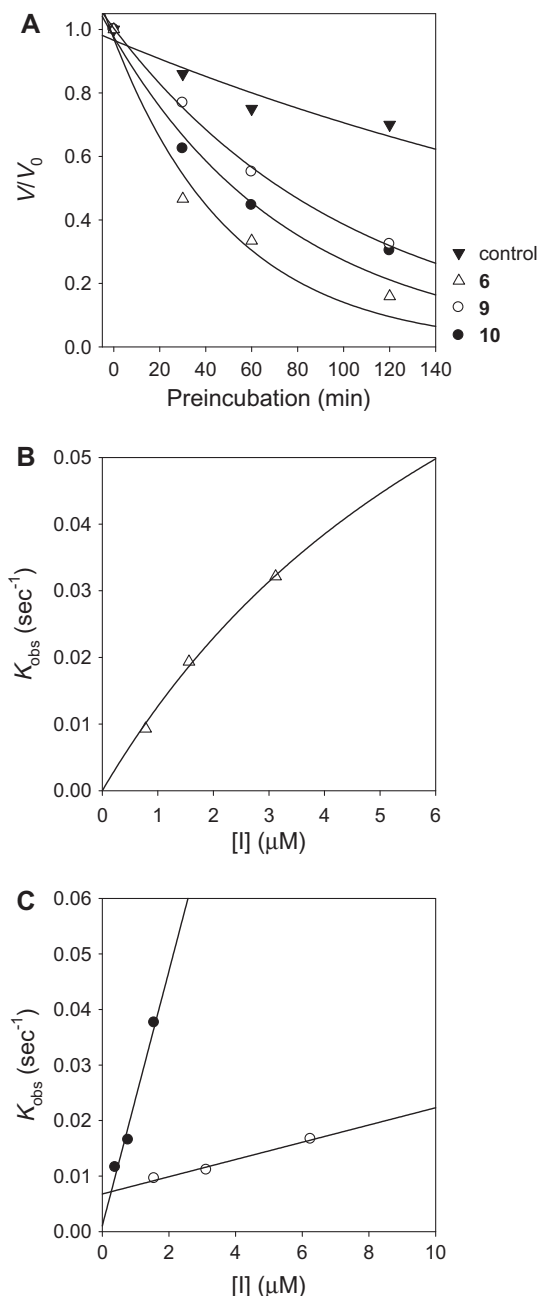 A
1.0
0.8
0.6
0.4
0.2
0.0
V/V₀
0 20 40 60 80 100 120 140
Preincubation (min)
control
6
9
10
B
0.05
0.04
0.03
0.02
0.01
0.00
K_obs (sec⁻¹)
0 1 2 3 4 5 6
[I] (μM)
C
0.06
0.05
0.04
0.03
0.02
0.01
0.00
K_obs (sec⁻¹)
0 2 4 6 8 10
[I] (μM)